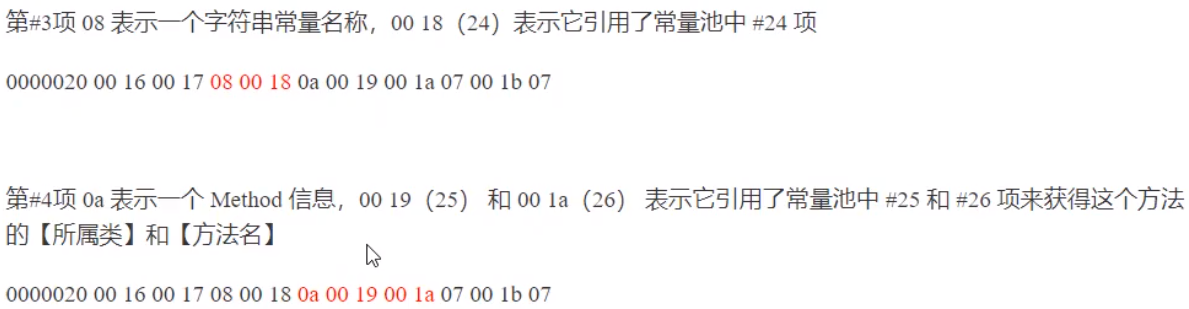 第#3项 08 表示一个字符串常量名称，00 18（24）表示它引用了常量池中 #24 项
0000020 00 16 00 17 08 00 18 0a 00 19 00 1a 07 00 1b 07
第#4项 0a 表示一个 Method 信息，00 19（25） 和 00 1a（26） 表示它引用了常量池中 #25 和 #26 项来获得这个方法
的【所属类】和【方法名】
0000020 00 16 00 17 08 00 18 0a 00 19 00 1a 07 00 1b 07